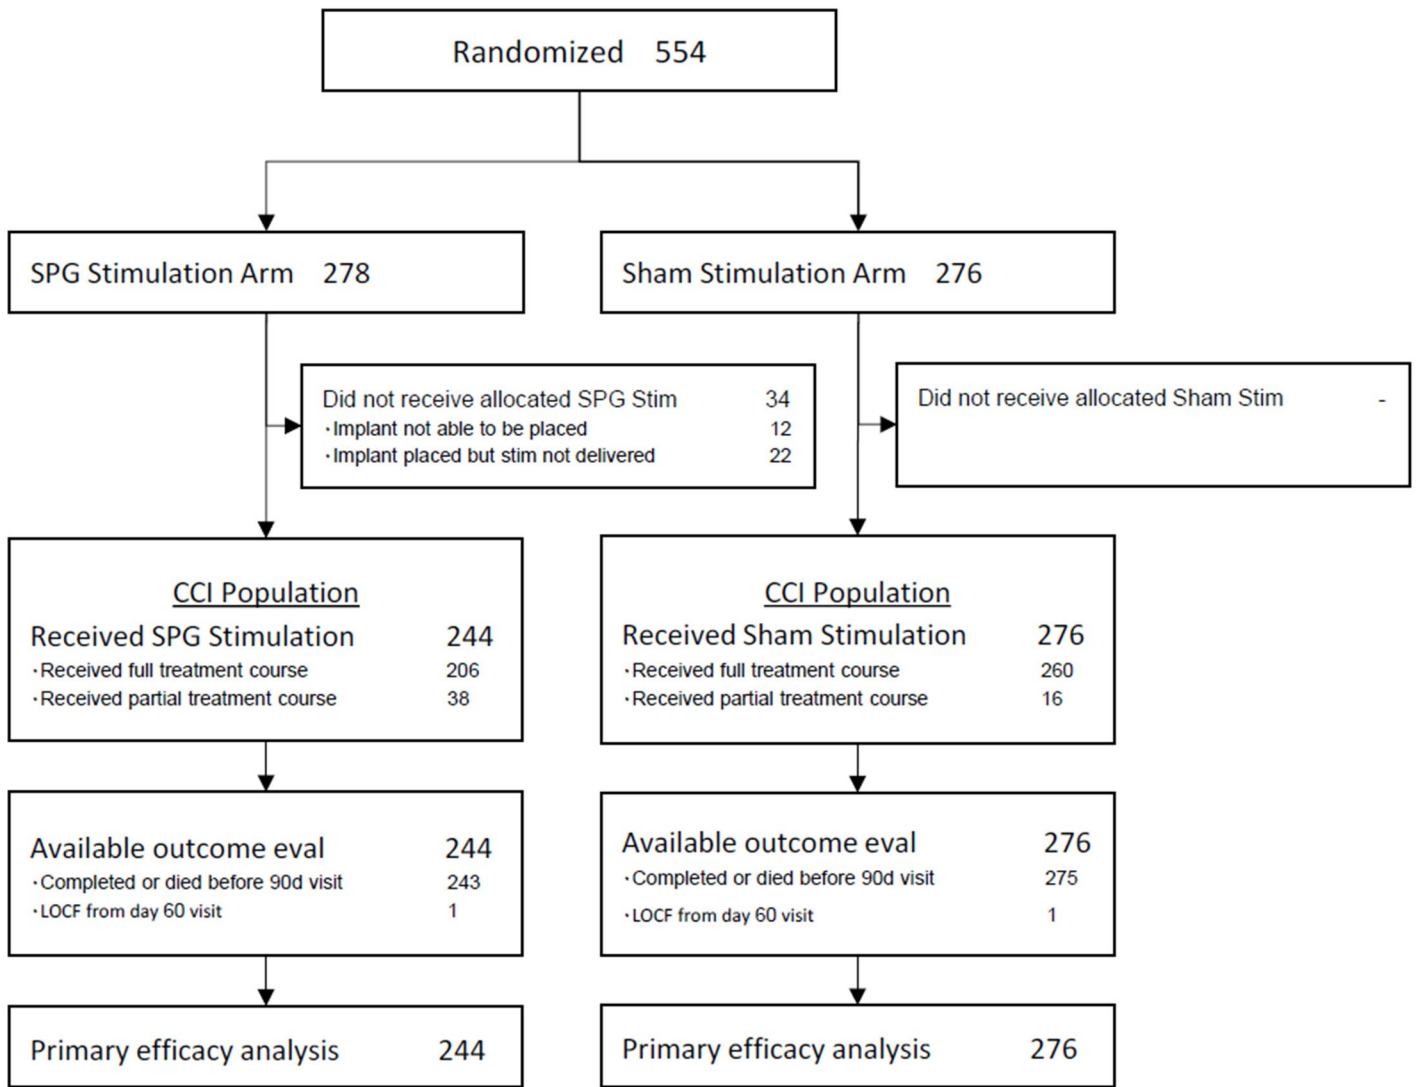 Randomized 554
SPG Stimulation Arm 278
Sham Stimulation Arm 276
Did not receive allocated SPG Stim 34
·Implant not able to be placed 12
·Implant placed but stim not delivered 22
Did not receive allocated Sham Stim -
CCI Population
Received SPG Stimulation 244
·Received full treatment course 206
·Received partial treatment course 38
CCI Population
Received Sham Stimulation 276
·Received full treatment course 260
·Received partial treatment course 16
Available outcome eval 244
·Completed or died before 90d visit 243
·LOCF from day 60 visit 1
Available outcome eval 276
·Completed or died before 90d visit 275
·LOCF from day 60 visit 1
Primary efficacy analysis 244
Primary efficacy analysis 276